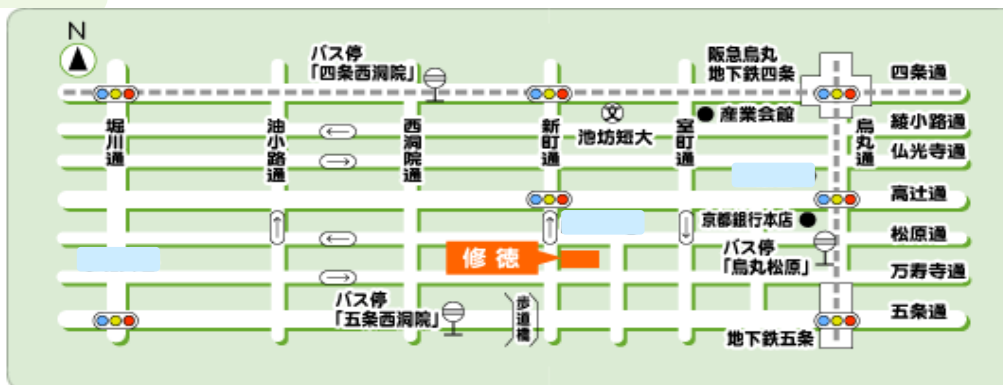 N
バス停
「四条西洞院」
阪急烏丸
地下鉄四条
四条通
堀川通
油小路通
西洞院通
新町通
池坊短大
室町通
産業会館
烏丸通
綾小路通
仏光寺通
高辻通
京都銀行本店
松原通
バス停
「烏丸松原」
修徳
万寿寺通
バス停
「五条西洞院」
歩道橋
五条通
地下鉄五条